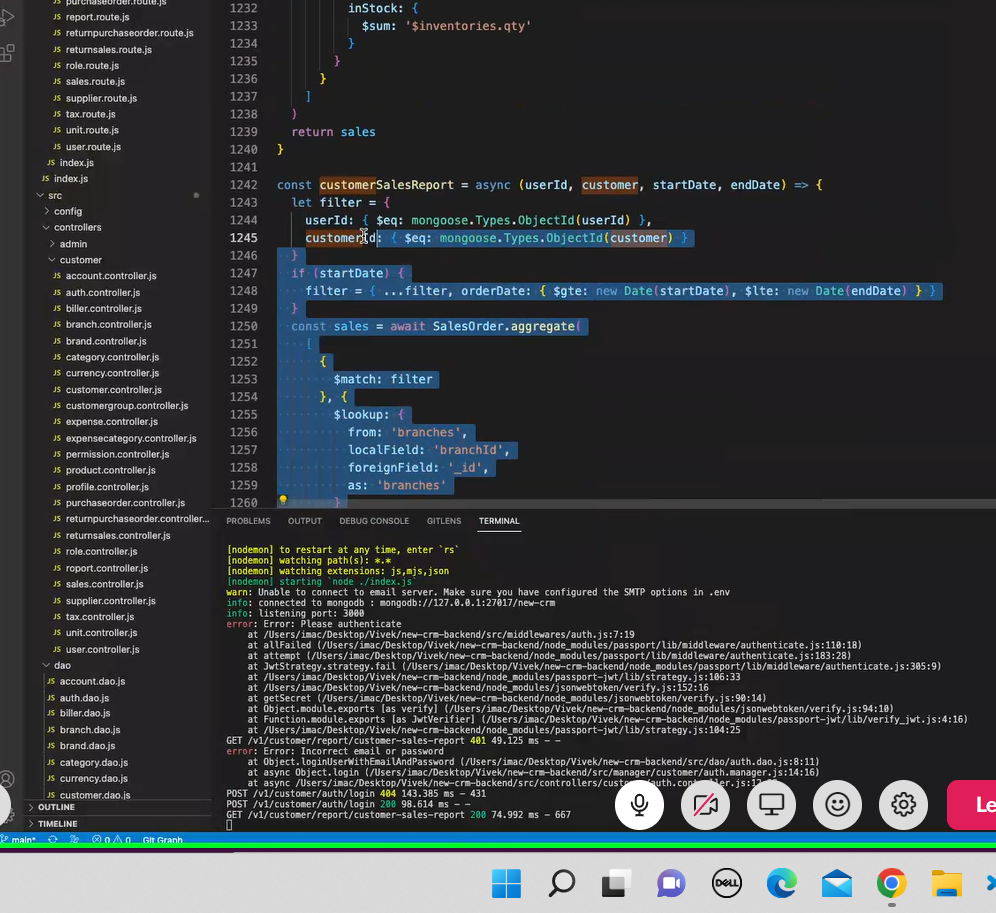 purchaseorder.route.js
report.route.js
returnpurchaseorder.route.js
returnsales.route.js
role.route.js
sales.route.js
supplier.route.js
tax.route.js
unit.route.js
user.route.js
index.js
index.js
src
config
controllers
admin
customer
account.controller.js
auth.controller.js
biller.controller.js
branch.controller.js
brand.controller.js
category.controller.js
currency.controller.js
customer.controller.js
customergroup.controller.js
expense.controller.js
expensecategory.controller.js
permission.controller.js
product.controller.js
profile.controller.js
purchaseorder.controller.js
returnpurchaseorder.controller...
returnsales.controller.js
role.controller.js
roport.controller.js
sales.controller.js
supplier.controller.js
tax.controller.js
unit.controller.js
user.controller.js
dao
account.dao.js
auth.dao.js
biller.dao.js
branch.dao.js
brand.dao.js
category.dao.js
currency.dao.js
customer.dao.js
OUTLINE
TIMELINE
1232 inStock: {
1233 $sum: '$inventories.qty'
1234 }
1235 }
1236 }
1237 ]
1238 )
1239 return sales
1240 }
1241
1242 const customerSalesReport = async (userId, customer, startDate, endDate) => {
1243 let filter = {
1244 userId: { $eq: mongoose.Types.ObjectId(userId) },
1245 customerId: { $eq: mongoose.Types.ObjectId(customer) }
1246 }
1247 if (startDate) {
1248 filter = { ...filter, orderDate: { $gte: new Date(startDate), $lte: new Date(endDate) } }
1249 }
1250 const sales = await SalesOrder.aggregate(
1251 [
1252 {
1253 $match: filter
1254 }, {
1255 $lookup: {
1256 from: 'branches',
1257 localField: 'branchId',
1258 foreignField: '_id',
1259 as: 'branches'
1260 }
PROBLEMS OUTPUT DEBUG CONSOLE GITLENS TERMINAL
[nodemon] to restart at any time, enter `rs`
[nodemon] watching path(s): *.*
[nodemon] watching extensions: js,mjs,json
[nodemon] starting `node ./index.js`
warn: Unable to connect to email server. Make sure you have configured the SMTP options in .env
info: connected to mongodb : mongodb://127.0.0.1:27017/new-crm
info: listening port: 3000
error: Error: Please authenticate
at /Users/imac/Desktop/Vivek/new-crm-backend/src/middlewares/auth.js:7:19
at allFailed (/Users/imac/Desktop/Vivek/new-crm-backend/node_modules/passport/lib/middleware/authenticate.js:110:18)
at attempt (/Users/imac/Desktop/Vivek/new-crm-backend/node_modules/passport/lib/middleware/authenticate.js:183:28)
at JwtStrategy.strategy.fail (/Users/imac/Desktop/Vivek/new-crm-backend/node_modules/passport/lib/middleware/authenticate.js:305:9)
at /Users/imac/Desktop/Vivek/new-crm-backend/node_modules/passport-jwt/lib/strategy.js:106:33
at /Users/imac/Desktop/Vivek/new-crm-backend/node_modules/jsonwebtoken/verify.js:152:16
at getSecret (/Users/imac/Desktop/Vivek/new-crm-backend/node_modules/jsonwebtoken/verify.js:90:14)
at Object.module.exports [as verify] (/Users/imac/Desktop/Vivek/new-crm-backend/node_modules/jsonwebtoken/verify.js:94:10)
at Function.module.exports [as JwtVerifier] (/Users/imac/Desktop/Vivek/new-crm-backend/node_modules/passport-jwt/lib/verify_jwt.js:4:16)
at /Users/imac/Desktop/Vivek/new-crm-backend/node_modules/passport-jwt/lib/strategy.js:104:25
GET /v1/customer/report/customer-sales-report 401 49.125 ms - -
error: Error: Incorrect email or password
at Object.loginUserWithEmailAndPassword (/Users/imac/Desktop/Vivek/new-crm-backend/src/dao/auth.dao.js:8:11)
at async Object.login (/Users/imac/Desktop/Vivek/new-crm-backend/src/manager/customer/auth.manager.js:14:16)
at async /Users/imac/Desktop/Vivek/new-crm-backend/src/controllers/
POST /v1/customer/auth/login 404 143.385 ms - 431
POST /v1/customer/auth/login 200 98.614 ms - -
GET /v1/customer/report/customer-sales-report 200 74.992 ms - 667
main* 0 0 Git Graph
Le
DELL